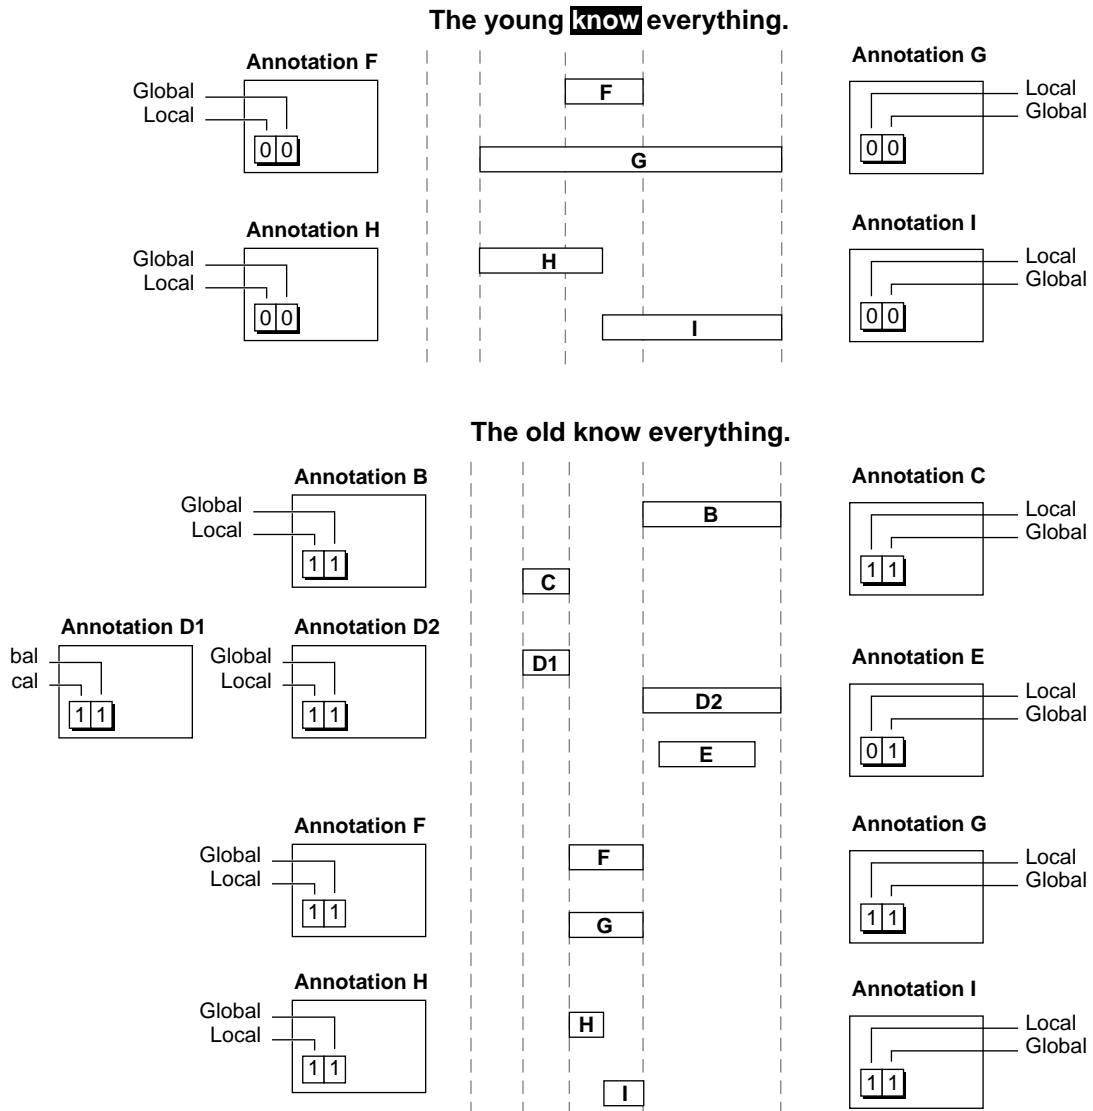 The young know everything.
Annotation F
Global
Local
0 0
F
G
Annotation G
Local
Global
0 0
Annotation H
Global
Local
0 0
H
I
Annotation I
Local
Global
0 0
The old know everything.
Annotation B
Global
Local
1 1
B
C
Annotation C
Local
Global
1 1
Annotation D1
bal
cal
1 1
Annotation D2
Global
Local
1 1
D1
D2
E
Annotation E
Local
Global
0 1
Annotation F
Global
Local
1 1
F
G
Annotation G
Local
Global
1 1
Annotation H
Global
Local
1 1
H
I
Annotation I
Local
Global
1 1